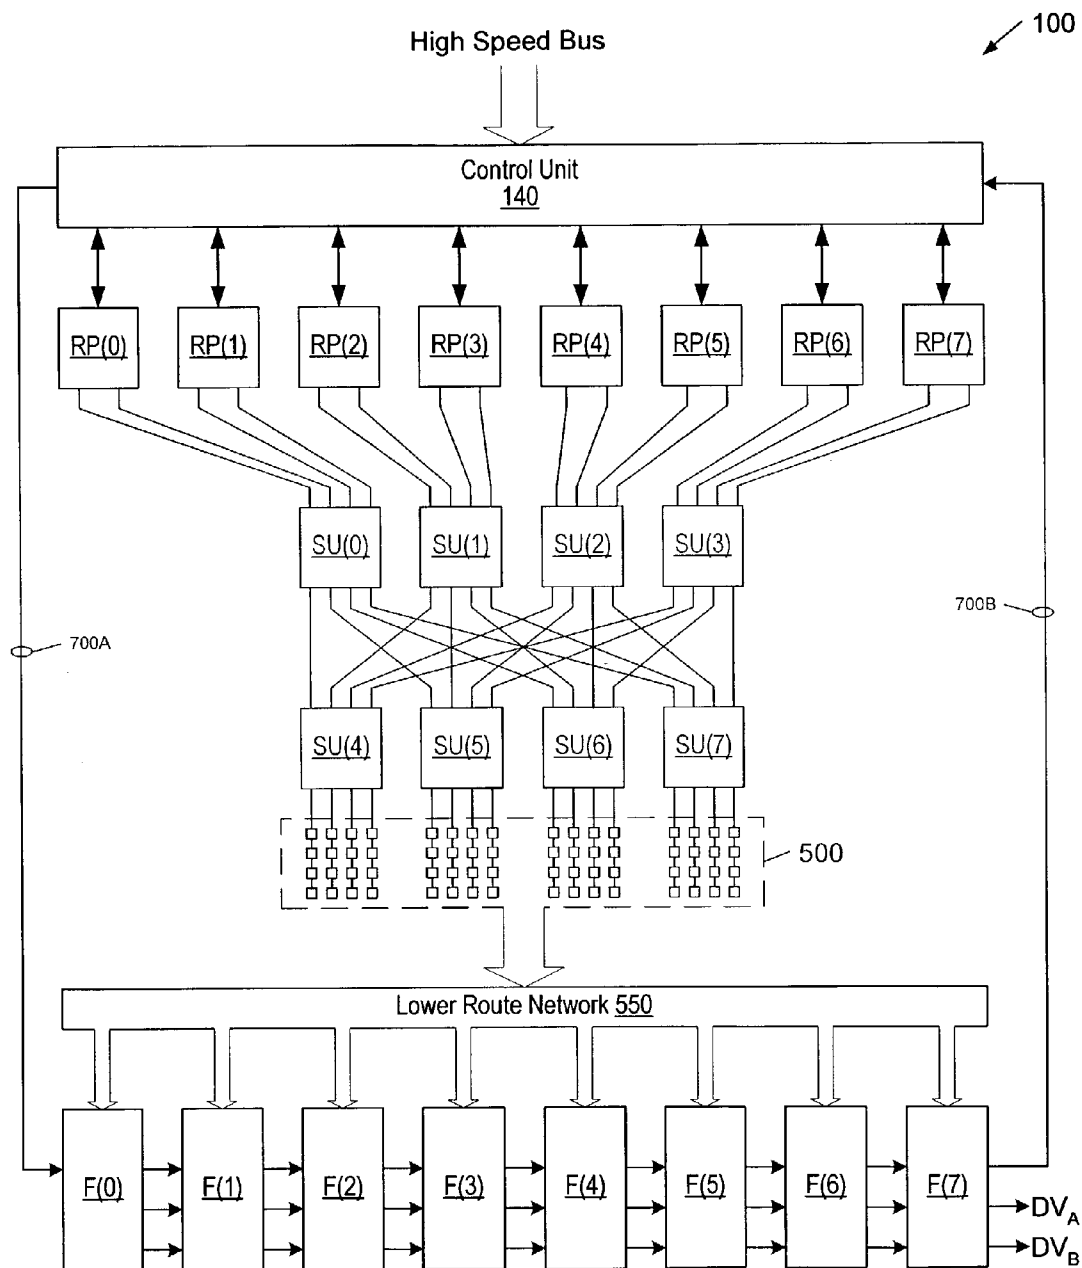 100
High Speed Bus
Control Unit
140
RP(0) RP(1) RP(2) RP(3) RP(4) RP(5) RP(6) RP(7)
SU(0) SU(1) SU(2) SU(3)
700A
700B
SU(4) SU(5) SU(6) SU(7)
500
Lower Route Network 550
F(0) F(1) F(2) F(3) F(4) F(5) F(6) F(7)
DVA
DVB